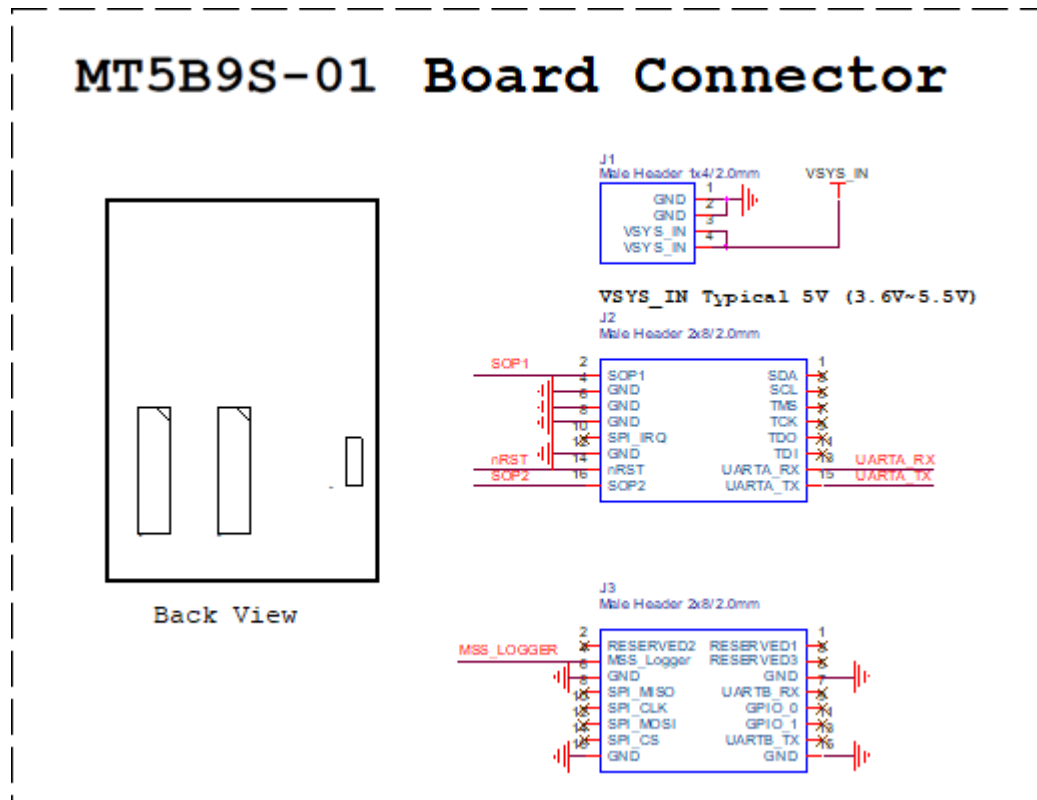 MT5B9S-01 Board Connector
J1
Male Header 1x4/2.0mm
VSYS_IN
GND 1
GND 2
VSYS_IN 3
VSYS_IN 4
VSYS_IN Typical 5V (3.6V~5.5V)
J2
Male Header 2x8/2.0mm
SOP1 2 SOP1 SDA 1
4 GND SCL
GND TMS
8 GND TCK
10 SPI_IRQ TDO
GND TDI
nRST 14 nRST UARTA_RX UARTA_RX
SOP2 16 SOP2 UARTA_TX 15 UARTA_TX
Back View
J3
Male Header 2x8/2.0mm
2 RESERVED2 RESERVED1 1
MSS_LOGGER MSS_Logger RESERVED3
GND GND
SPI_MISO UARTB_RX
SPI_CLK GPIO_0
SPI_MOSI GPIO_1
SPI_CS UARTB_TX
GND GND